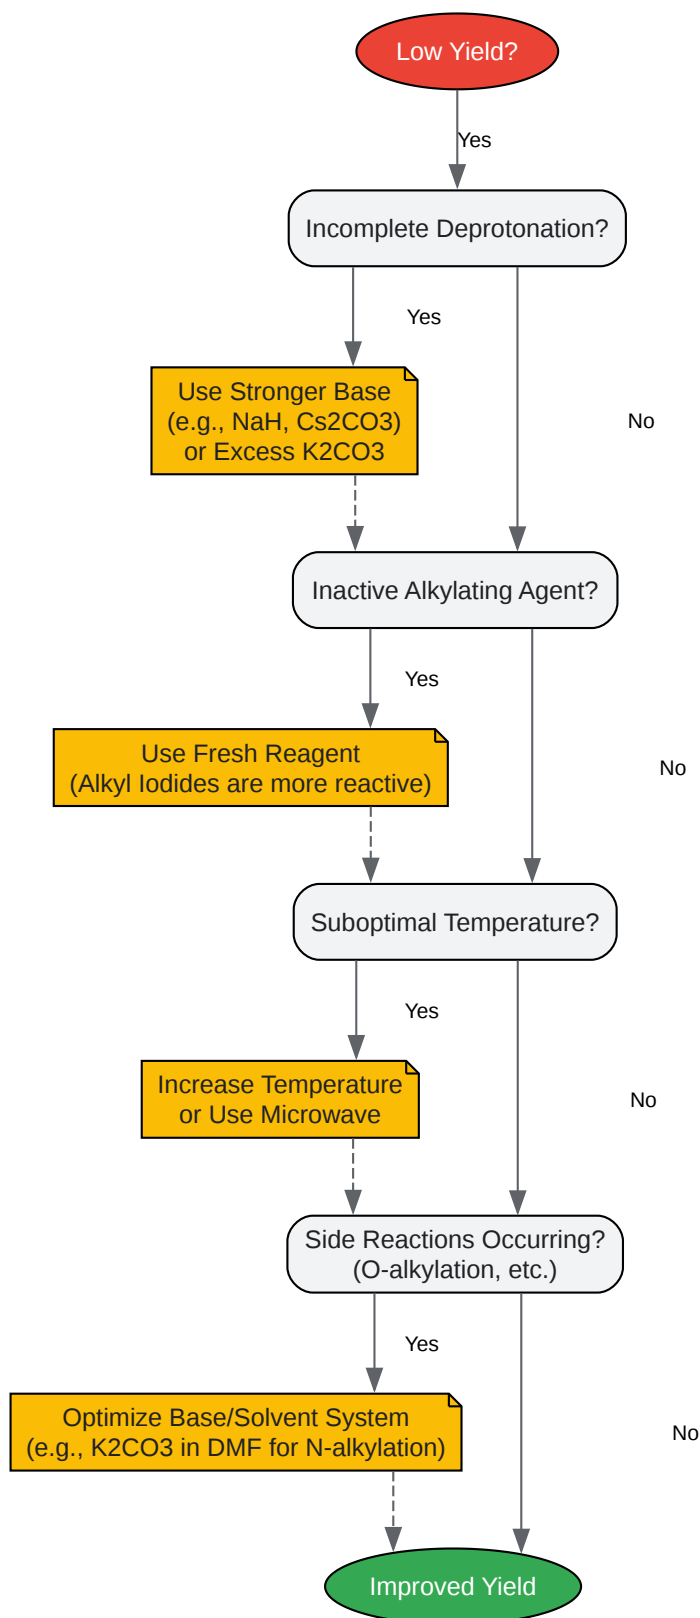 Low Yield?
Yes
Incomplete Deprotonation?
Yes
Use Stronger Base
(e.g., NaH, Cs2CO3)
or Excess K2CO3
No
Inactive Alkylating Agent?
Yes
Use Fresh Reagent
(Alkyl Iodides are more reactive)
No
Suboptimal Temperature?
Yes
Increase Temperature
or Use Microwave
No
Side Reactions Occurring?
(O-alkylation, etc.)
Yes
Optimize Base/Solvent System
(e.g., K2CO3 in DMF for N-alkylation)
No
Improved Yield